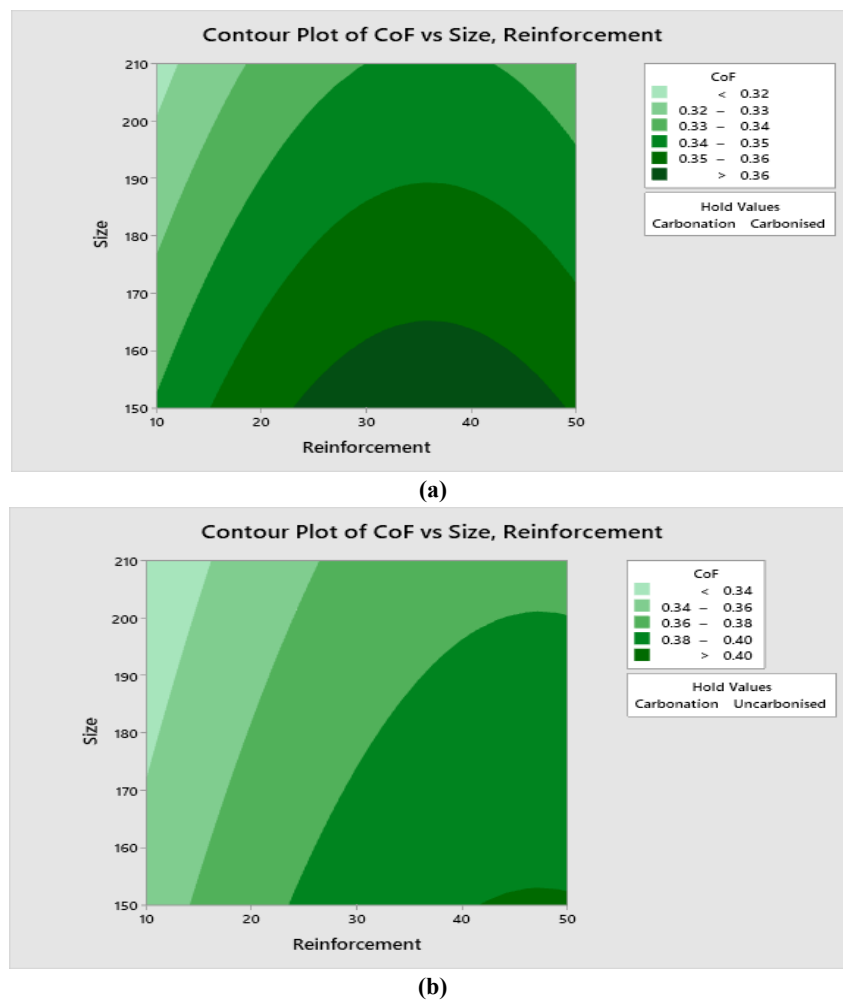 Contour Plot of CoF vs Size, Reinforcement
210
200
190
180
170
160
150
Size
10 20 30 40 50
Reinforcement
CoF
< 0.32
0.32 – 0.33
0.33 – 0.34
0.34 – 0.35
0.35 – 0.36
> 0.36
Hold Values
Carbonation Carbonised
(a)
Contour Plot of CoF vs Size, Reinforcement
210
200
190
180
170
160
150
Size
10 20 30 40 50
Reinforcement
CoF
< 0.34
0.34 – 0.36
0.36 – 0.38
0.38 – 0.40
> 0.40
Hold Values
Carbonation Uncarbonised
(b)